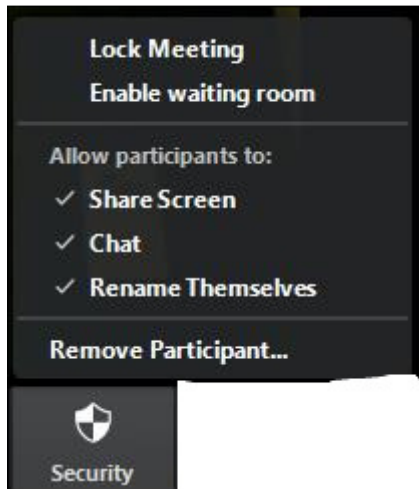 Lock Meeting
Enable waiting room
Allow participants to:
Share Screen
Chat
Rename Themselves
Remove Participant...
Security